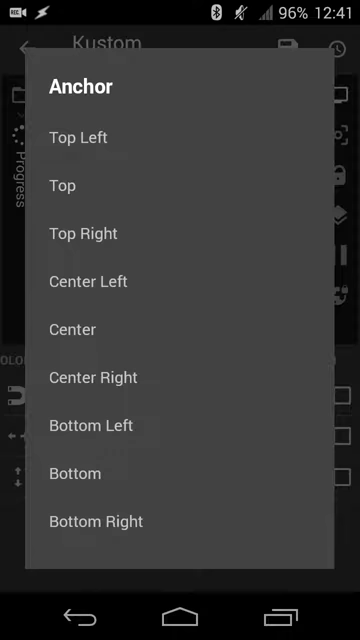 REC
96% 12:41
Kustom
Anchor
Top Left
Progress
Top
Top Right
Center Left
Center
Center Right
Bottom Left
Bottom
Bottom Right